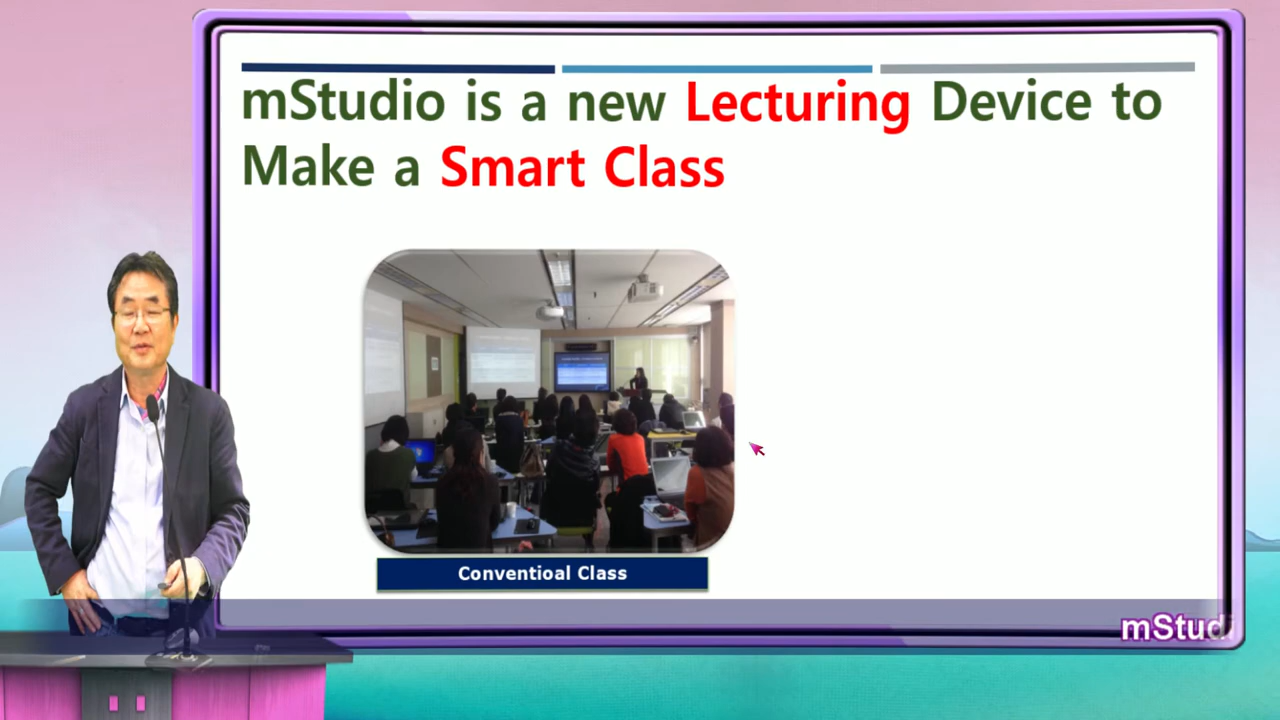 mStudio is a new Lecturing Device to
Make a Smart Class
Conventioal Class
mStudi